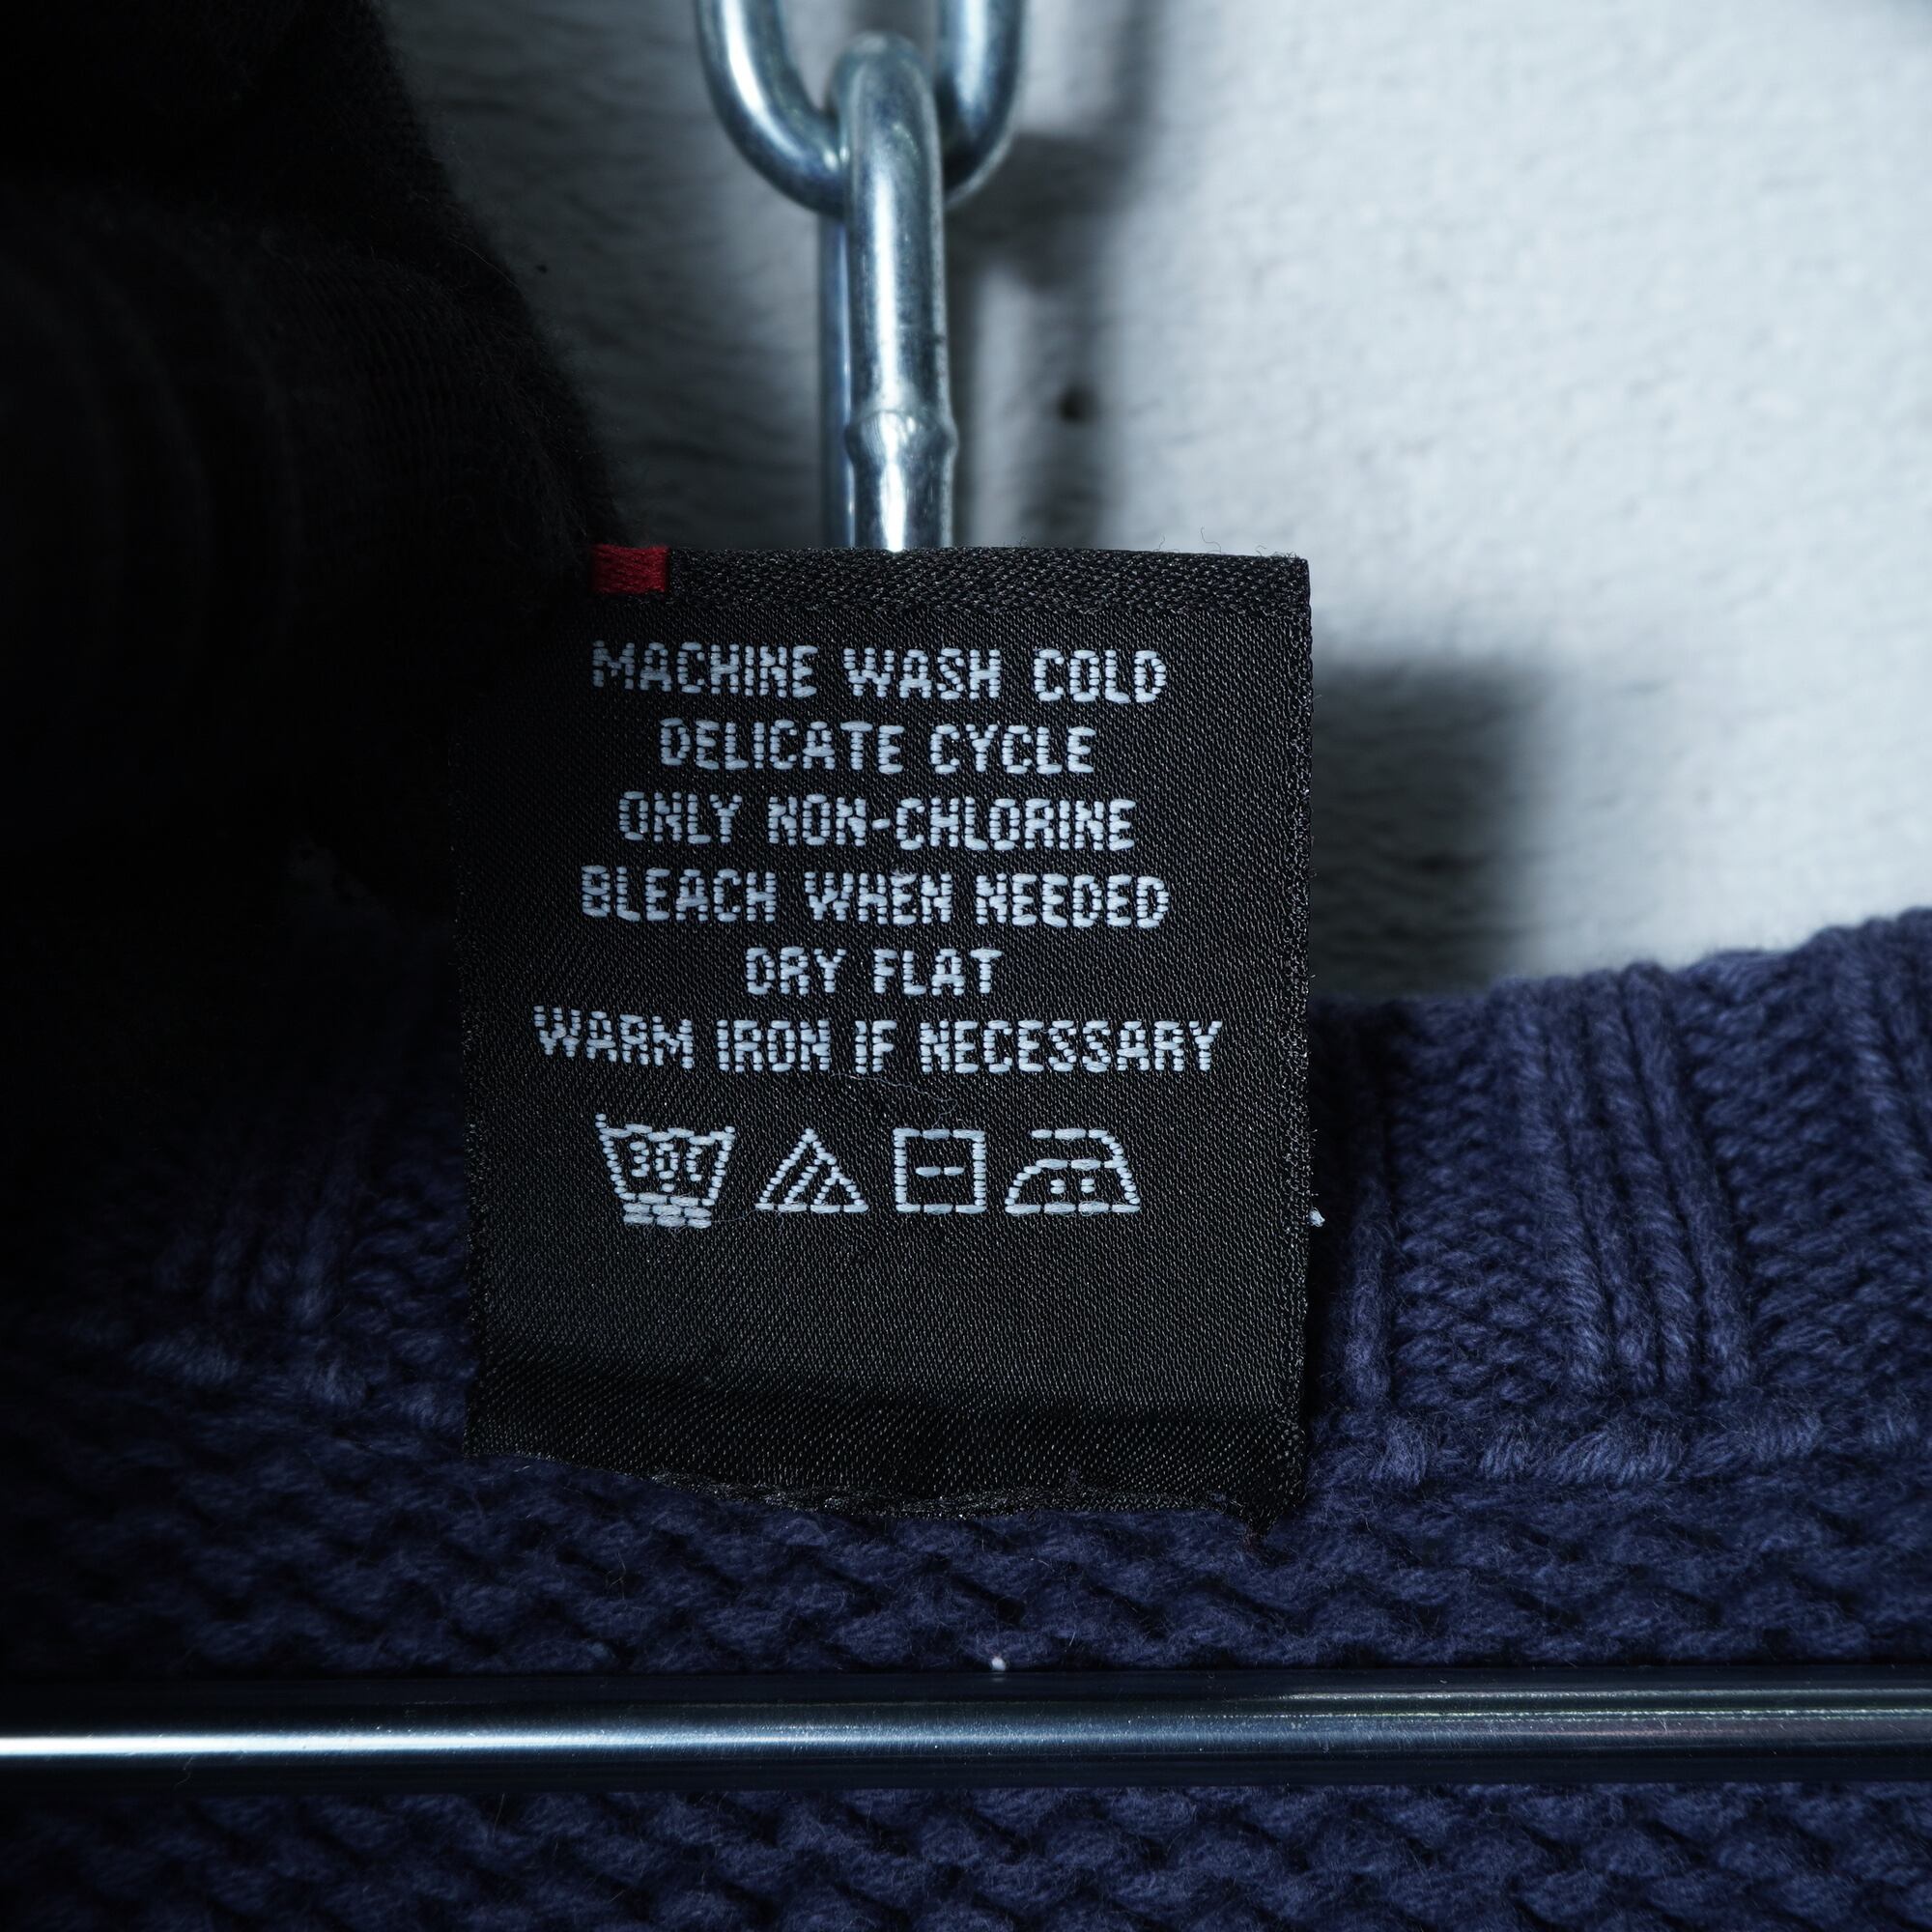 MACHINE WASH COLD
DELICATE CYCLE
ONLY NON-CHLORINE
BLEACH WHEN NEEDED
DRY FLAT
WARM IRON IF NECESSARY
30°C